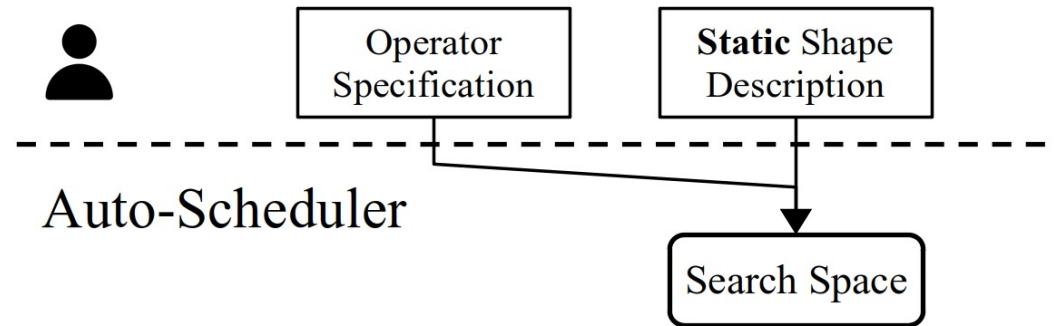 Operator
Specification
Static Shape
Description
Auto-Scheduler
Search Space